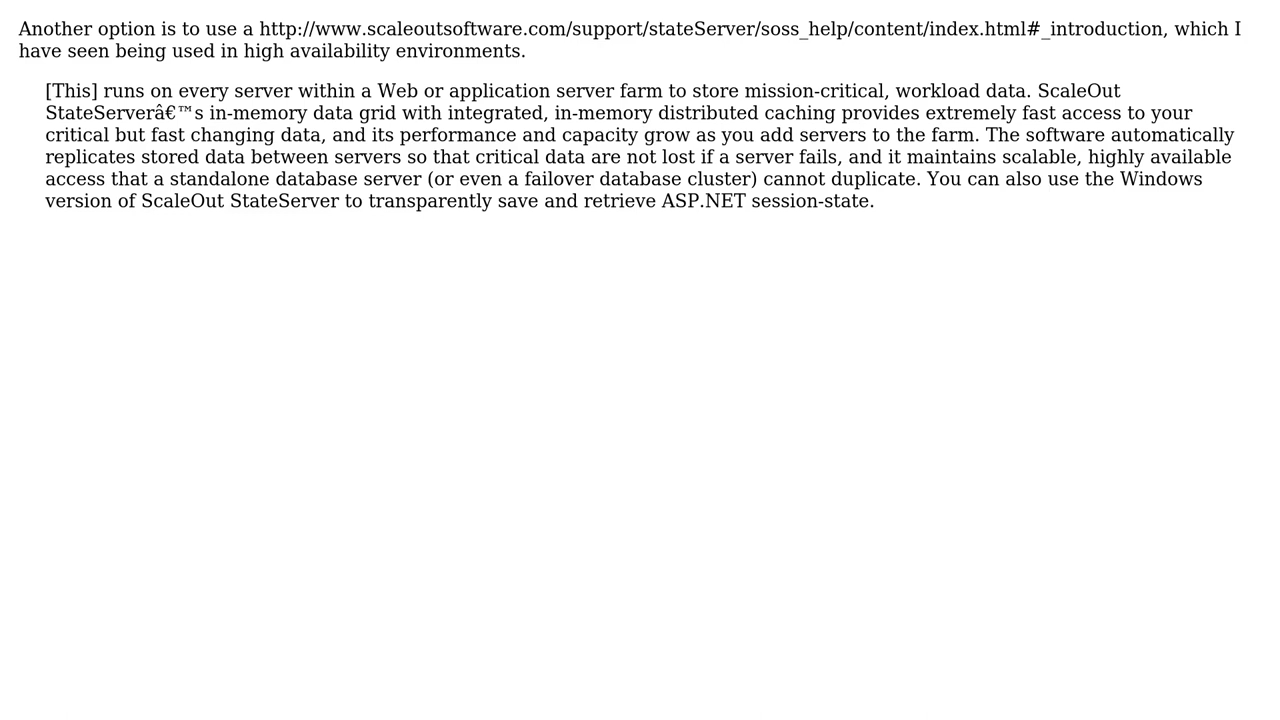 Another option is to use a http://www.scaleoutsoftware.com/support/stateServer/soss_help/content/index.html#_introduction, which I
have seen being used in high availability environments.
[This] runs on every server within a Web or application server farm to store mission-critical, workload data. ScaleOut
StateServerâ€™s in-memory data grid with integrated, in-memory distributed caching provides extremely fast access to your
critical but fast changing data, and its performance and capacity grow as you add servers to the farm. The software automatically
replicates stored data between servers so that critical data are not lost if a server fails, and it maintains scalable, highly available
access that a standalone database server (or even a failover database cluster) cannot duplicate. You can also use the Windows
version of ScaleOut StateServer to transparently save and retrieve ASP.NET session-state.